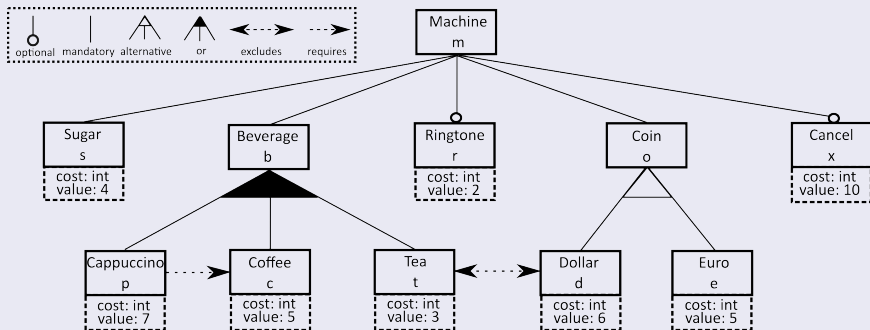 optional mandatory alternative or excludes requires
Machine
m
Sugar
s
cost: int
value: 4
Beverage
b
Ringtone
r
cost: int
value: 2
Coin
o
Cancel
x
cost: int
value: 10
Cappuccino
p
cost: int
value: 7
Coffee
c
cost: int
value: 5
Tea
t
cost: int
value: 3
Dollar
d
cost: int
value: 6
Euro
e
cost: int
value: 5